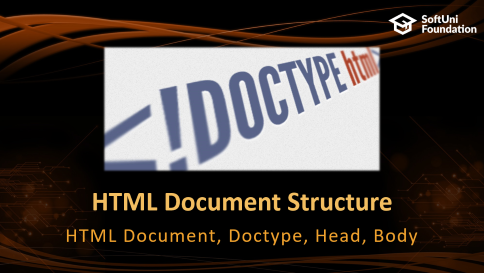 SoftUni
Foundation
<!DOCTYPE html
HTML Document Structure
HTML Document, Doctype, Head, Body